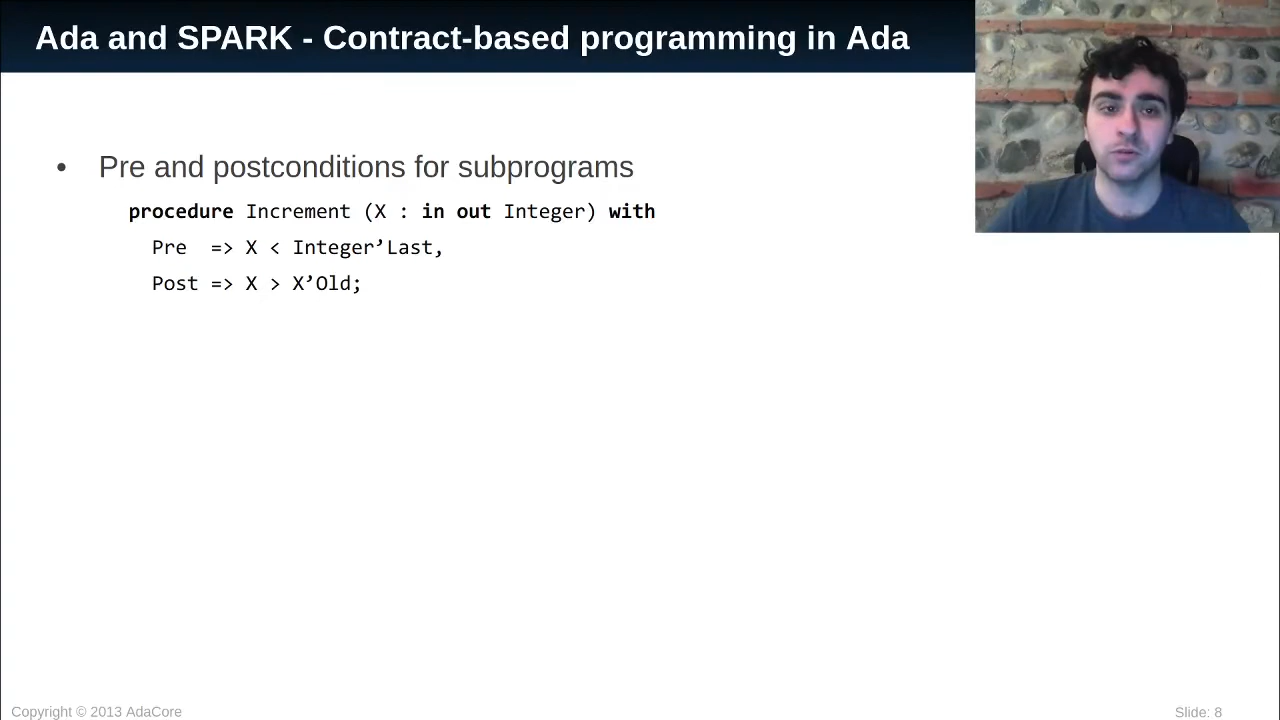 Ada and SPARK - Contract-based programming in Ada
• Pre and postconditions for subprograms
procedure Increment (X : in out Integer) with
Pre  => X < Integer’Last,
Post => X > X’Old;
Copyright © 2013 AdaCore
Slide: 8